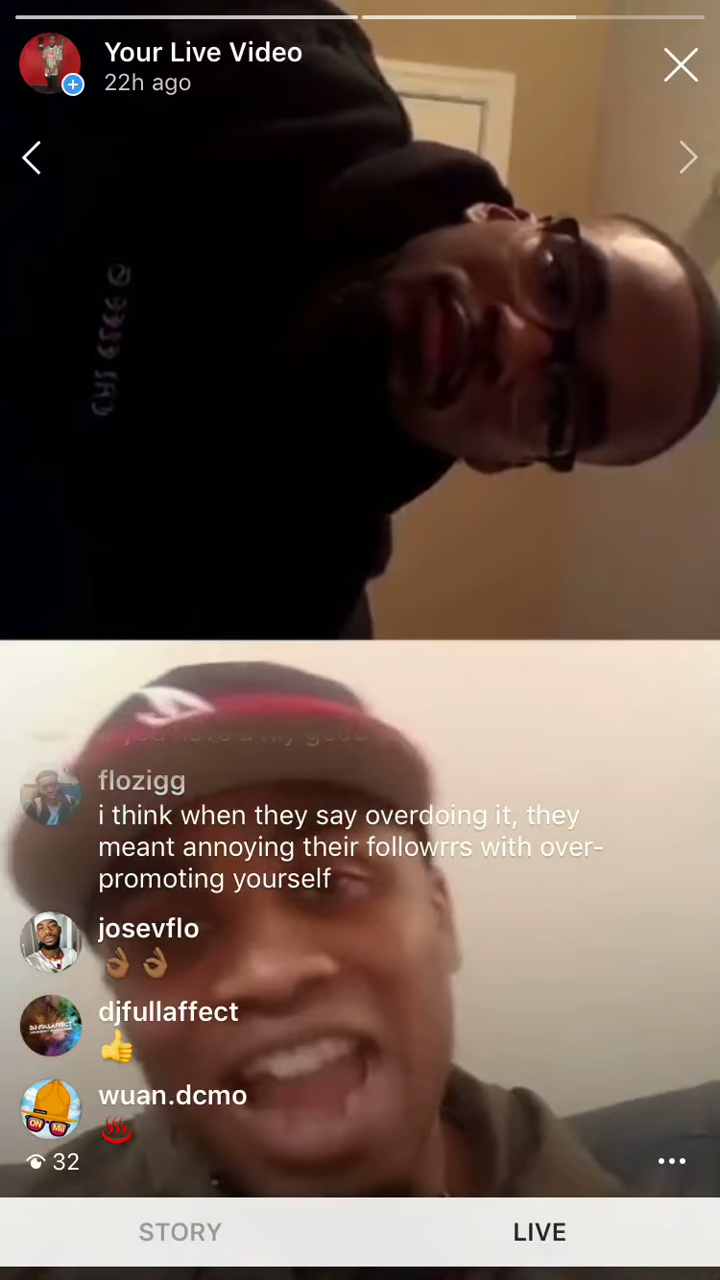 Your Live Video
22h ago
flozigg
i think when they say overdoing it, they
meant annoying their followrrs with over-
promoting yourself
josevflo
👌🏾👌🏾
djfullaffect
👍
wuan.dcmo
♨️
32
STORY
LIVE